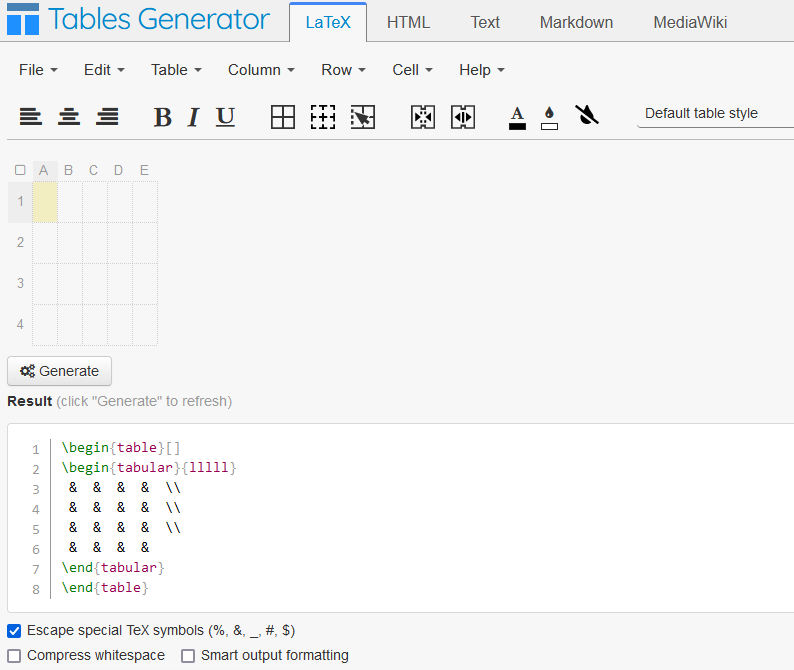 Tables Generator LaTeX HTML Text Markdown MediaWiki
File Edit Table Column Row Cell Help
B I U A Default table style
A B C D E
1
2
3
4
Generate
Result (click "Generate" to refresh)
1 \begin{table}[]
2 \begin{tabular}{lllll}
3 & & & & \\
4 & & & & \\
5 & & & & \\
6 & & & &
7 \end{tabular}
8 \end{table}
Escape special TeX symbols (%, &, _, #, $)
Compress whitespace Smart output formatting